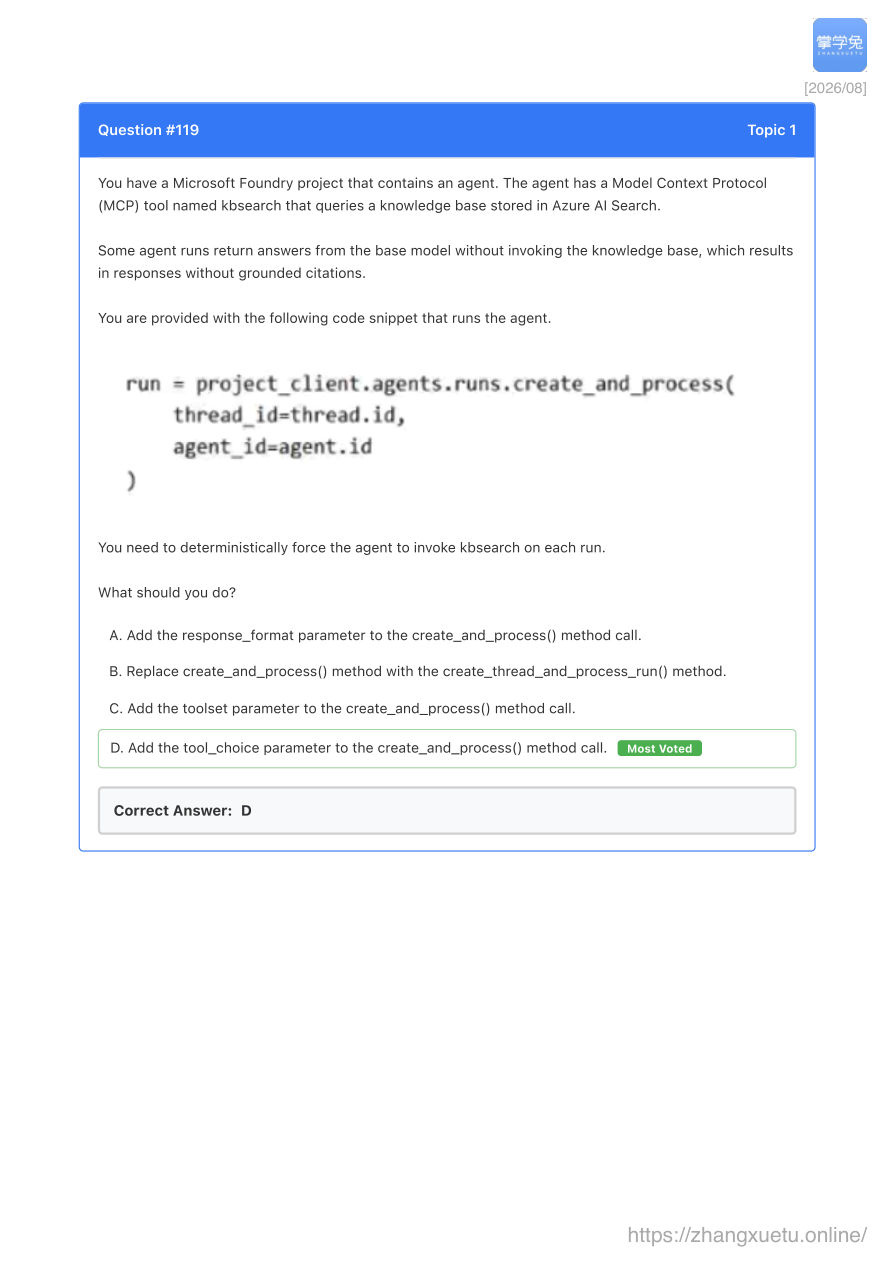 掌学兔
ZHANGXUETU
[2026/08]
Question #119
Topic 1
You have a Microsoft Foundry project that contains an agent. The agent has a Model Context Protocol
(MCP) tool named kbsearch that queries a knowledge base stored in Azure AI Search.
Some agent runs return answers from the base model without invoking the knowledge base, which results
in responses without grounded citations.
You are provided with the following code snippet that runs the agent.
run = project_client.agents.runs.create_and_process(
thread_id=thread.id,
agent_id=agent.id
)
You need to deterministically force the agent to invoke kbsearch on each run.
What should you do?
A. Add the response_format parameter to the create_and_process() method call.
B. Replace create_and_process() method with the create_thread_and_process_run() method.
C. Add the toolset parameter to the create_and_process() method call.
D. Add the tool_choice parameter to the create_and_process() method call. Most Voted
Correct Answer: D
https://zhangxuetu.online/